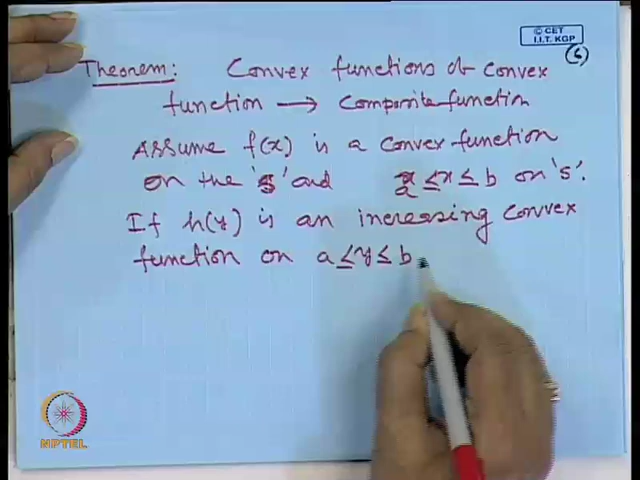 © CET
I.I.T. KGP
6
Theorem: Convex functions of convex
function → Composite function
Assume f(x) is a convex function
on the 's' and a ≤ x ≤ b on 's'.
If h(y) is an increasing convex
function on a ≤ y ≤ b
NPTEL